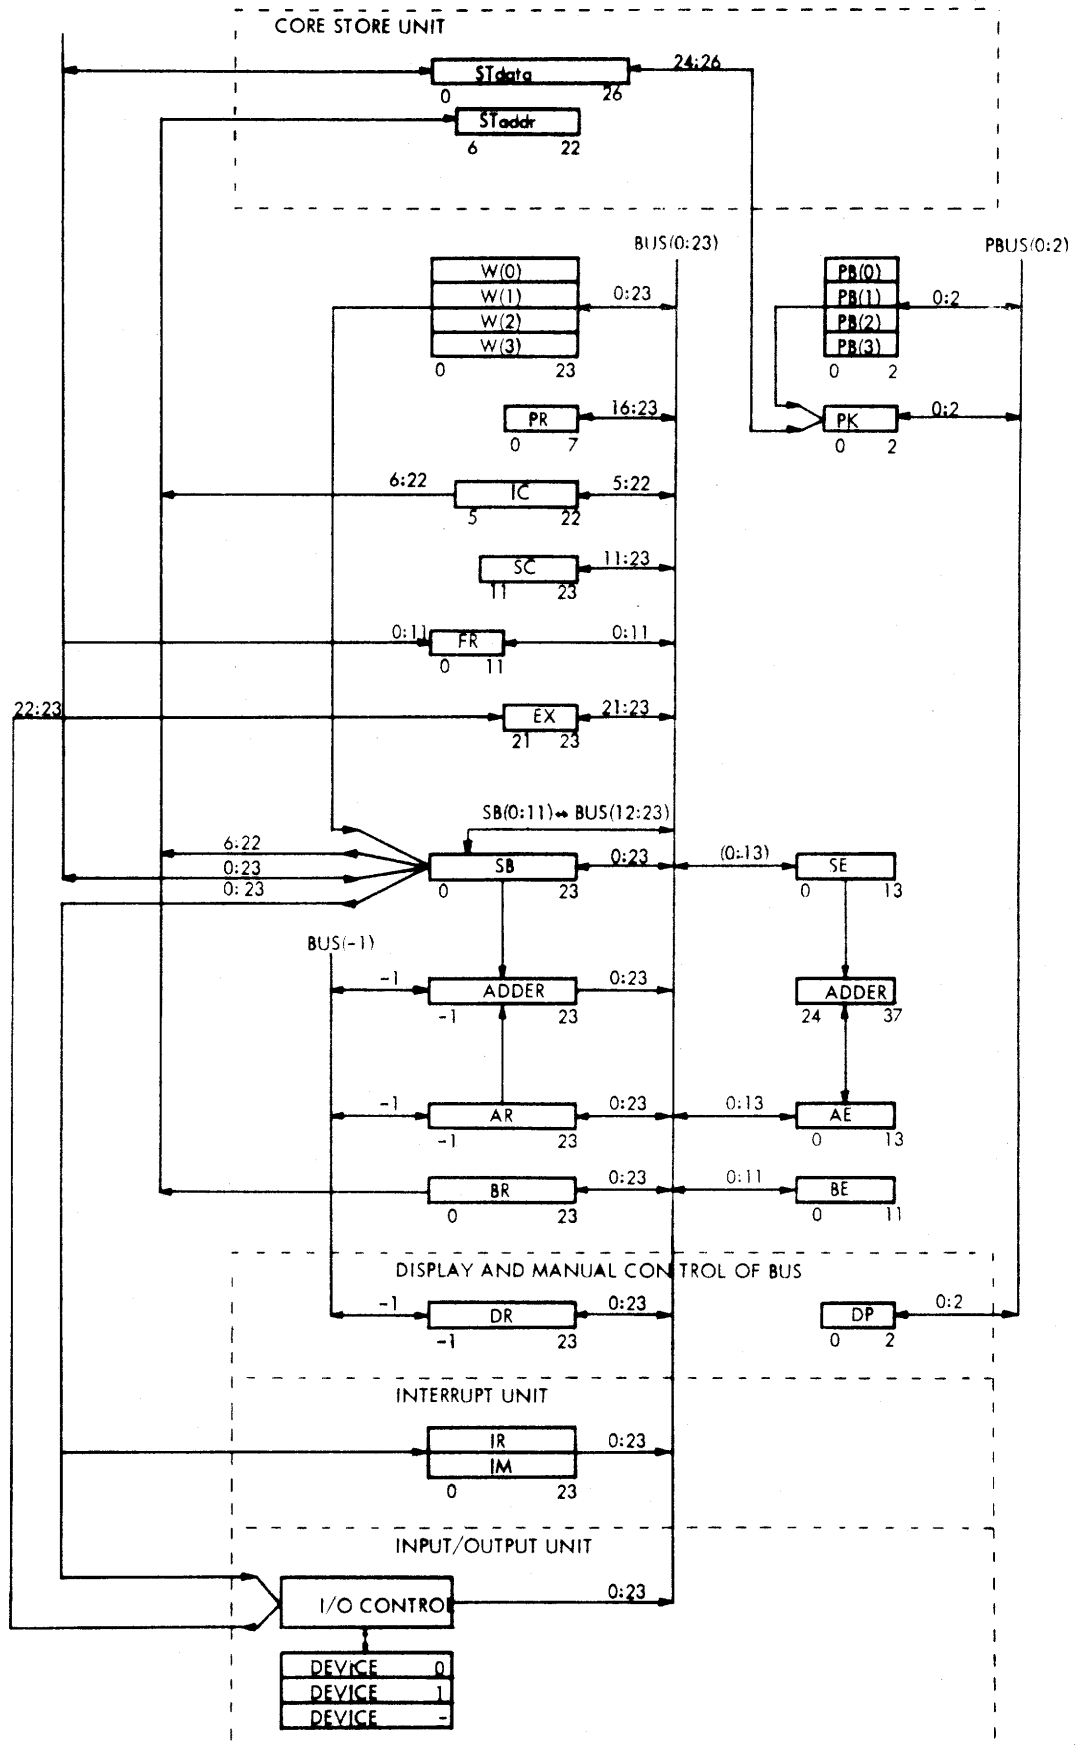 CORE STORE UNIT
STdata
24:26
0 26
STaddr
6 22
BUS(0:23) PBUS(0:2)
W(0) PB(0)
W(1) 0:23 PB(1) 0:2
W(2) PB(2)
W(3) PB(3)
0 23 0 2
PR 16:23 PK 0:2
0 7 0 2
6:22 IC 5:22
5 22
SC 11:23
11 23
0:11 FR 0:11
0 11
22:23 EX 21:23
21 23
SB(0:11)↔BUS(12:23)
6:22
0:23
0:23
SB 0:23 (0:13) SE
0 23 0 13
BUS(-1)
-1 ADDER 0:23 ADDER
-1 23 24 37
-1 AR 0:23 0:13 AE
-1 23 0 13
BR 0:23 0:11 BE
0 23 0 11
DISPLAY AND MANUAL CONTROL OF BUS
-1 DR 0:23 DP 0:2
-1 23 0 2
INTERRUPT UNIT
IR 0:23
IM
0 23
INPUT/OUTPUT UNIT
I/O CONTROL 0:23
DEVICE 0
DEVICE 1
DEVICE -